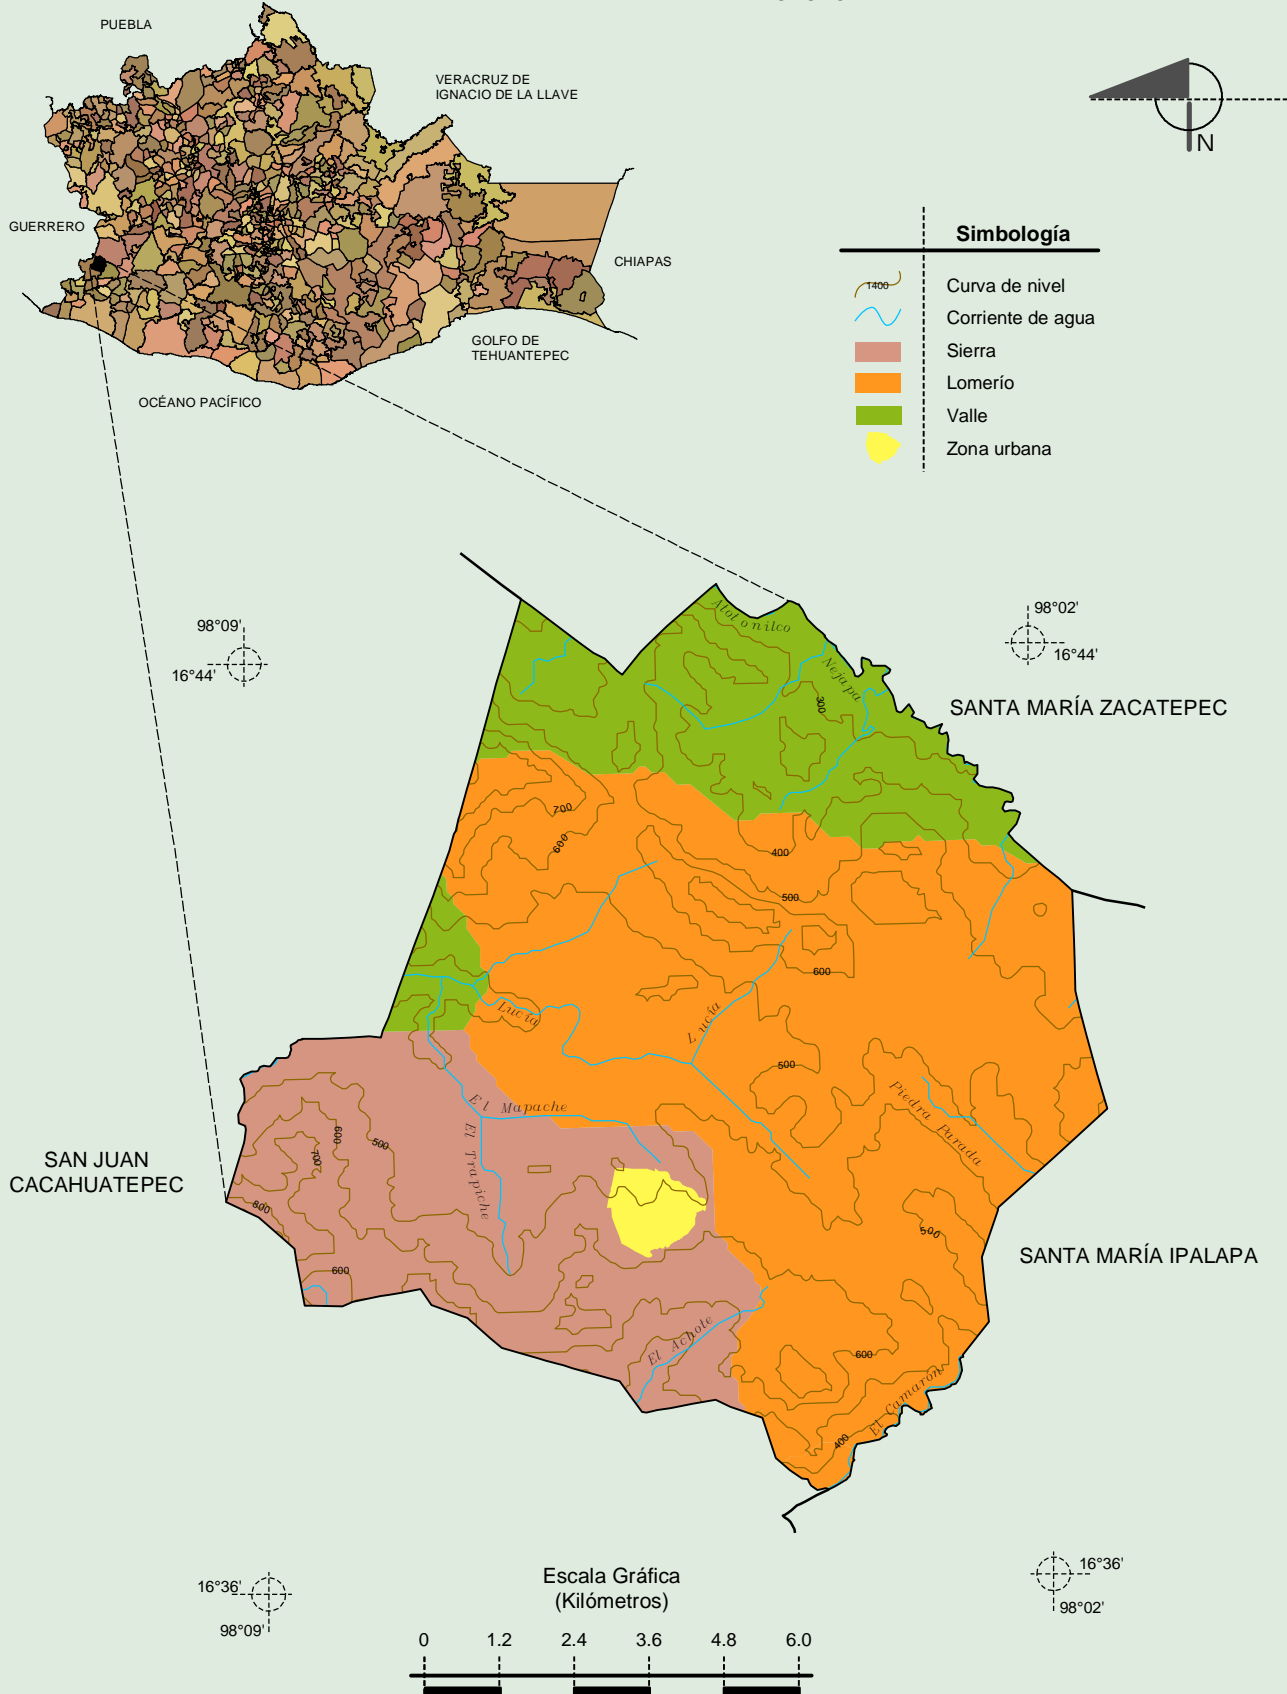 PUEBLA
VERACRUZ DE
IGNACIO DE LA LLAVE
GUERRERO
CHIAPAS
GOLFO DE
TEHUANTEPEC
OCÉANO PACÍFICO
N
Simbología
1400
Curva de nivel
Corriente de agua
Sierra
Lomerío
Valle
Zona urbana
98°09'
16°44'
98°02'
16°44'
Atotonilco
Nejapa
300
SANTA MARÍA ZACATEPEC
700
600
400
500
600
Lucía
Lucía
500
Piedra Parada
El Mapache
El Trapiche
600
500
700
800
600
SAN JUAN
CACAHUATEPEC
500
SANTA MARÍA IPALAPA
El Achote
600
El Camarón
400
16°36'
98°09'
16°36'
98°02'
Escala Gráfica
(Kilómetros)
0 1.2 2.4 3.6 4.8 6.0